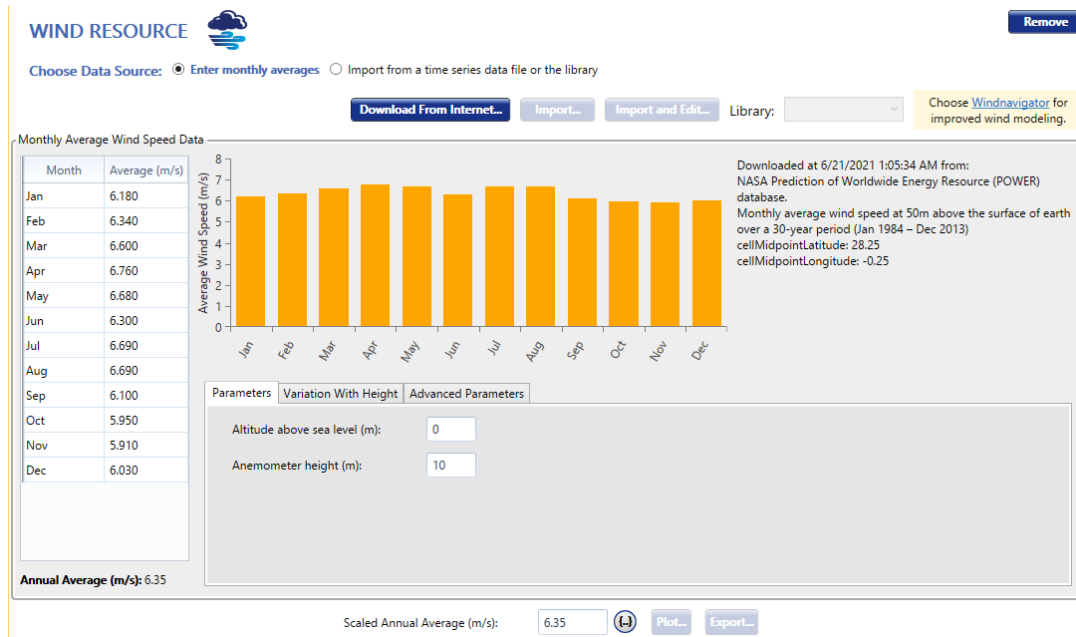 WIND RESOURCE
Remove
Choose Data Source: Enter monthly averages Import from a time series data file or the library
Download From Internet... Import... Import and Edit... Library:
Choose Windnavigator for
improved wind modeling.
Monthly Average Wind Speed Data
Month Average (m/s)
Jan 6.180
Feb 6.340
Mar 6.600
Apr 6.760
May 6.680
Jun 6.300
Jul 6.690
Aug 6.690
Sep 6.100
Oct 5.950
Nov 5.910
Dec 6.030
Annual Average (m/s): 6.35
Average Wind Speed (m/s)
8
7
6
5
4
3
2
1
0
Jan Feb Mar Apr May Jun Jul Aug Sep Oct Nov Dec
Downloaded at 6/21/2021 1:05:34 AM from:
NASA Prediction of Worldwide Energy Resource (POWER)
database.
Monthly average wind speed at 50m above the surface of earth
over a 30-year period (Jan 1984 – Dec 2013)
cellMidpointLatitude: 28.25
cellMidpointLongitude: -0.25
Parameters Variation With Height Advanced Parameters
Altitude above sea level (m): 0
Anemometer height (m): 10
Scaled Annual Average (m/s): 6.35 {..} Plot... Export...